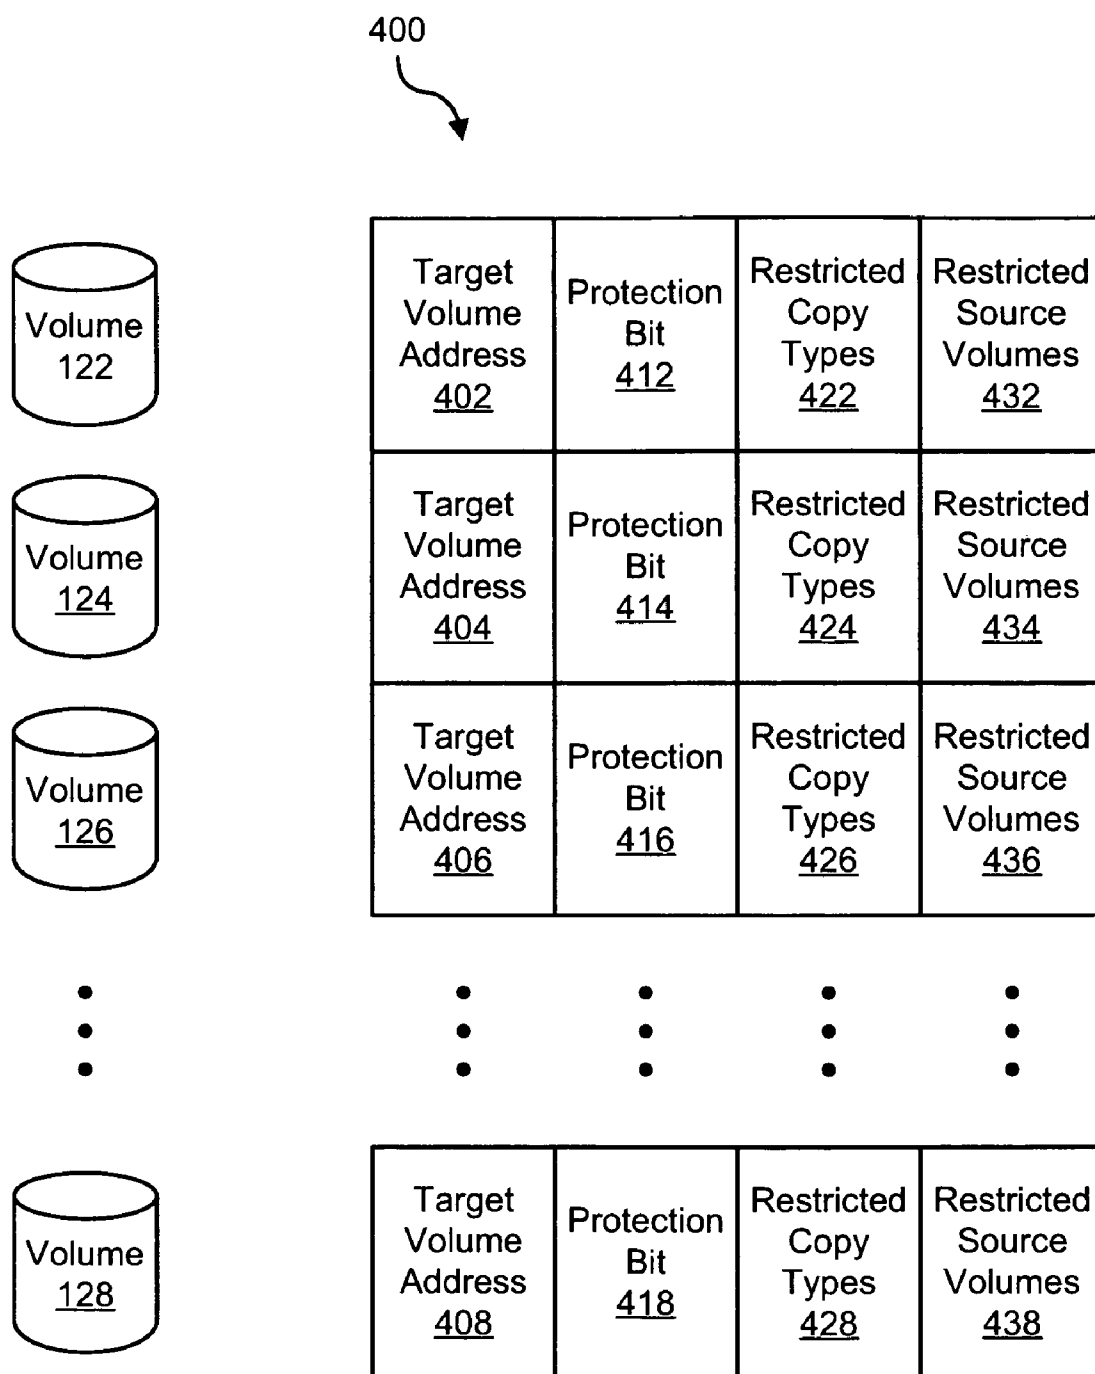 400
Volume
122
Target
Volume
Address
402
Protection
Bit
412
Restricted
Copy
Types
422
Restricted
Source
Volumes
432
Volume
124
Target
Volume
Address
404
Protection
Bit
414
Restricted
Copy
Types
424
Restricted
Source
Volumes
434
Volume
126
Target
Volume
Address
406
Protection
Bit
416
Restricted
Copy
Types
426
Restricted
Source
Volumes
436
Volume
128
Target
Volume
Address
408
Protection
Bit
418
Restricted
Copy
Types
428
Restricted
Source
Volumes
438